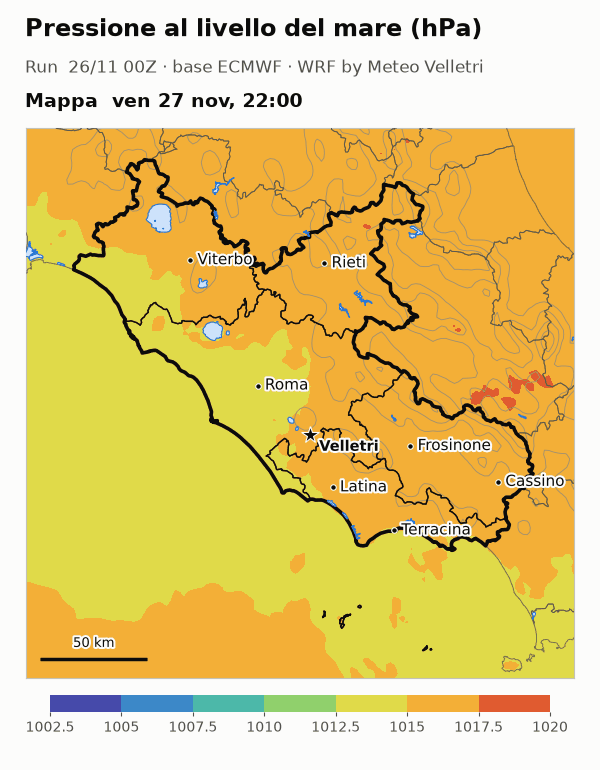 Pressione al livello del mare (hPa)
Run  26/11 00Z · base ECMWF · WRF by Meteo Velletri
Mappa  ven 27 nov, 22:00
Viterbo
Rieti
Roma
Velletri
Frosinone
Cassino
Latina
Terracina
50 km
1002.5 1005 1007.5 1010 1012.5 1015 1017.5 1020